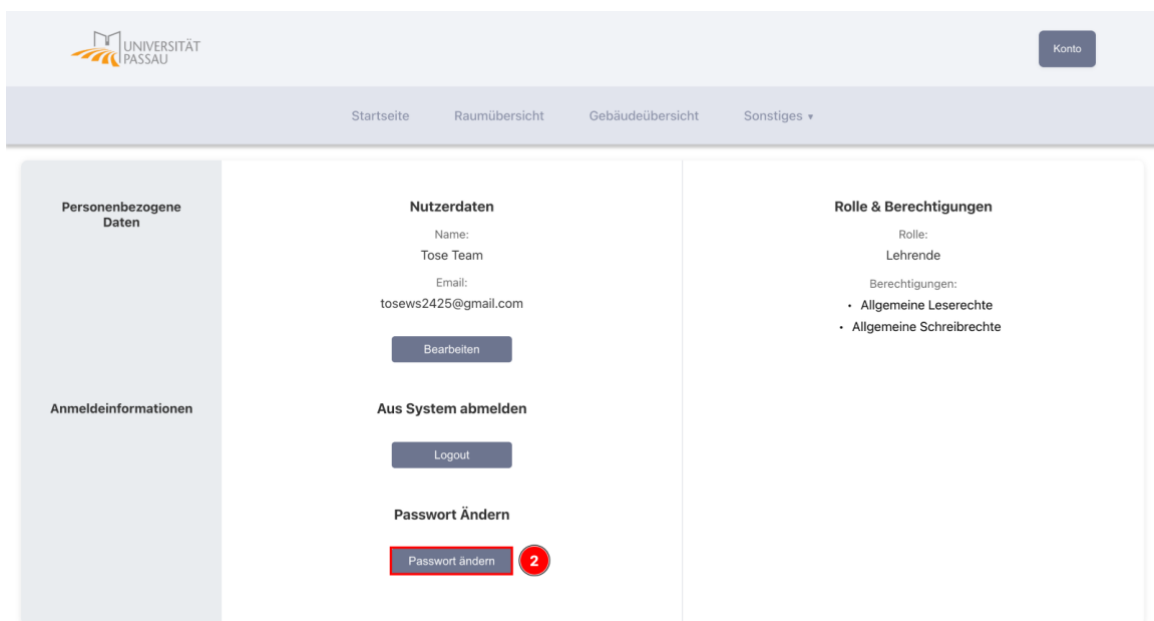 UNIVERSITÄT
PASSAU
Konto
Startseite Raumübersicht Gebäudeübersicht Sonstiges ▾
Personenbezogene
Daten
Nutzerdaten
Name:
Tose Team
Email:
tosews2425@gmail.com
Bearbeiten
Rolle & Berechtigungen
Rolle:
Lehrende
Berechtigungen:
• Allgemeine Leserechte
• Allgemeine Schreibrechte
Anmeldeinformationen
Aus System abmelden
Logout
Passwort Ändern
Passwort ändern 2